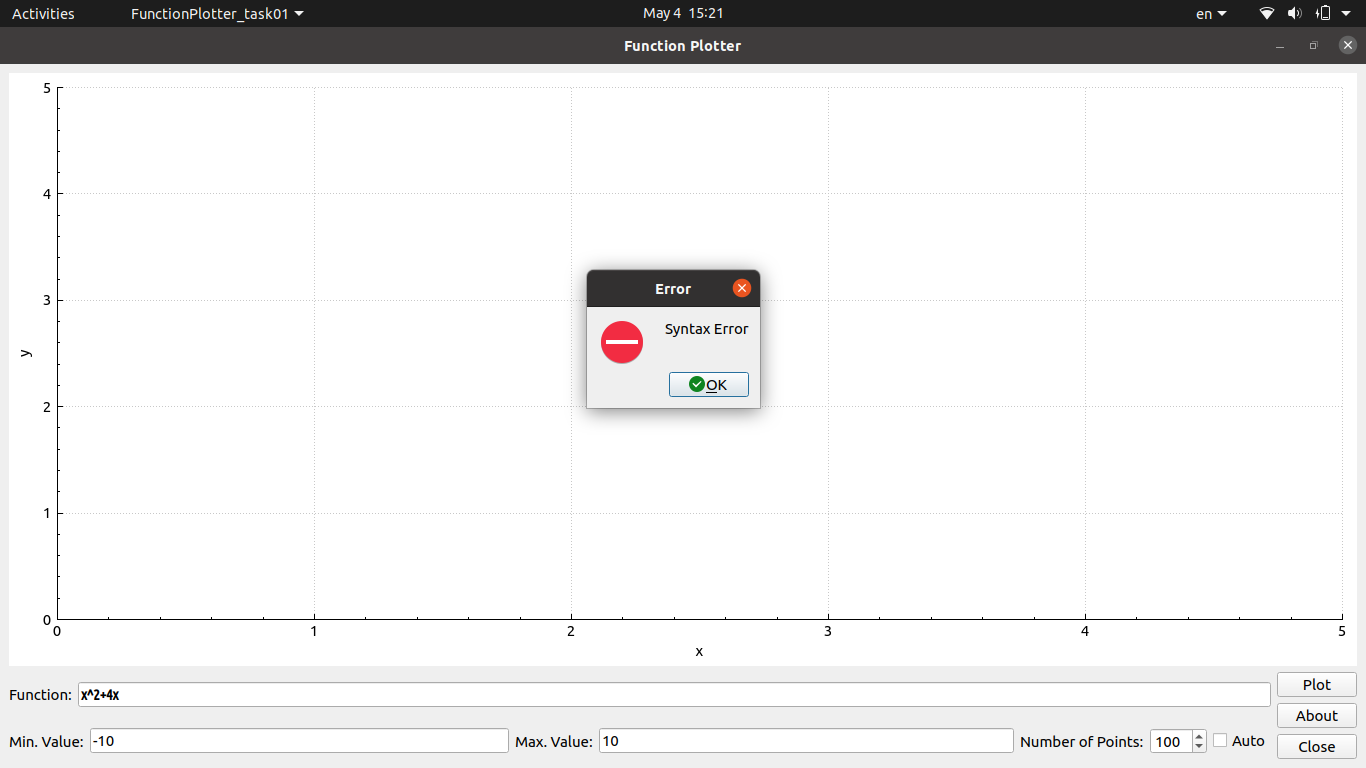 Activities FunctionPlotter_task01 May 4 15:21 en
Function Plotter
5
4
3
2
1
0
y
Error
Syntax Error
OK
0 1 2 3 4 5
x
Function: x^2+4x Plot
About
Min. Value: -10 Max. Value: 10 Number of Points: 100 Auto
Close